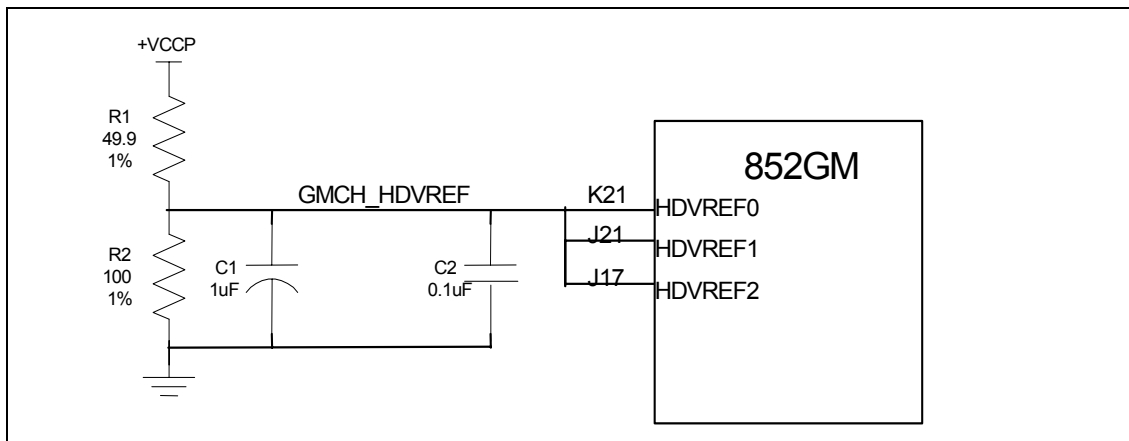 +VCCP
R1
49.9
1%
GMCH_HDVREF
R2
100
1%
C1
1uF
C2
0.1uF
852GM
K21
HDVREF0
J21
HDVREF1
J17
HDVREF2